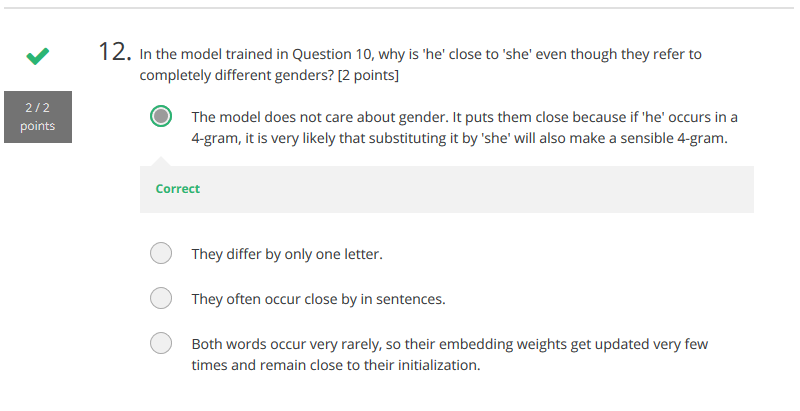 12. In the model trained in Question 10, why is 'he' close to 'she' even though they refer to
completely different genders? [2 points]
2 / 2
points
The model does not care about gender. It puts them close because if 'he' occurs in a
4-gram, it is very likely that substituting it by 'she' will also make a sensible 4-gram.
Correct
They differ by only one letter.
They often occur close by in sentences.
Both words occur very rarely, so their embedding weights get updated very few
times and remain close to their initialization.